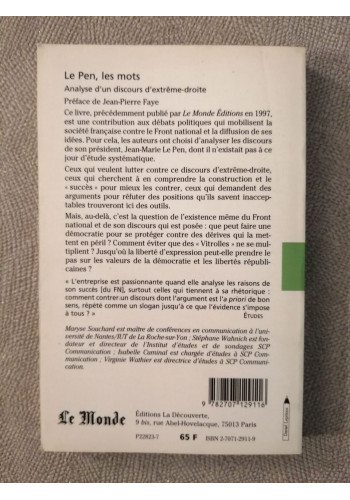 Le Pen, les mots
Analyse d'un discours d'extrême-droite
Préface de Jean-Pierre Faye
Ce livre, précédemment publié par Le Monde Éditions en 1997,
est une contribution aux débats politiques qui mobilisent la
société française contre le Front national et la diffusion de ses
idées. Pour cela, les auteurs ont choisi d'analyser les discours
de son président, Jean-Marie Le Pen, dont il n'existait pas à ce
jour d'étude systématique.
Ceux qui veulent lutter contre ce discours d'extrême-droite,
ceux qui cherchent à en comprendre la construction et le
« succès » pour mieux les contrer, ceux qui demandent des
arguments pour réfuter des positions qu'ils savent inaccep-
tables trouveront ici des outils.
Mais, au-delà, c'est la question de l'existence même du Front
national et de son discours qui est posée : que peut faire une
démocratie pour se protéger contre des dérives qui la met-
tent en péril ? Comment éviter que des « Vitrolles » ne se mul-
tiplient ? Jusqu'où la liberté d'expression peut-elle prendre le
pas sur les valeurs de la démocratie et les libertés républi-
caines ?
« L'entreprise est passionnante quand elle analyse les raisons de
son succès [du FN], surtout celles qui tiennent à sa rhétorique :
comment contrer un discours dont l'argument est l'a priori de bon
sens, répété comme un slogan jusqu'à ce que l'évidence s'impose
à tous ? »
ÉTUDES
Maryse Souchard est maître de conférences en communication à l'uni-
versité de Nantes/IUT de La Roche-sur-Yon ; Stéphane Wahnich est fon-
dateur et directeur de l'Institut d'études et de sondages SCP
Communication ; Isabelle Cuminal est chargée d'études à SCP Com-
munication ; Virginie Wathier est directrice d'études à SCP Communi-
cation.
9 782707 129116
Le Monde
Éditions La Découverte,
9 bis, rue Abel-Hovelacque, 75013 Paris
P22823-7
65 F
ISBN 2-7071-2911-9